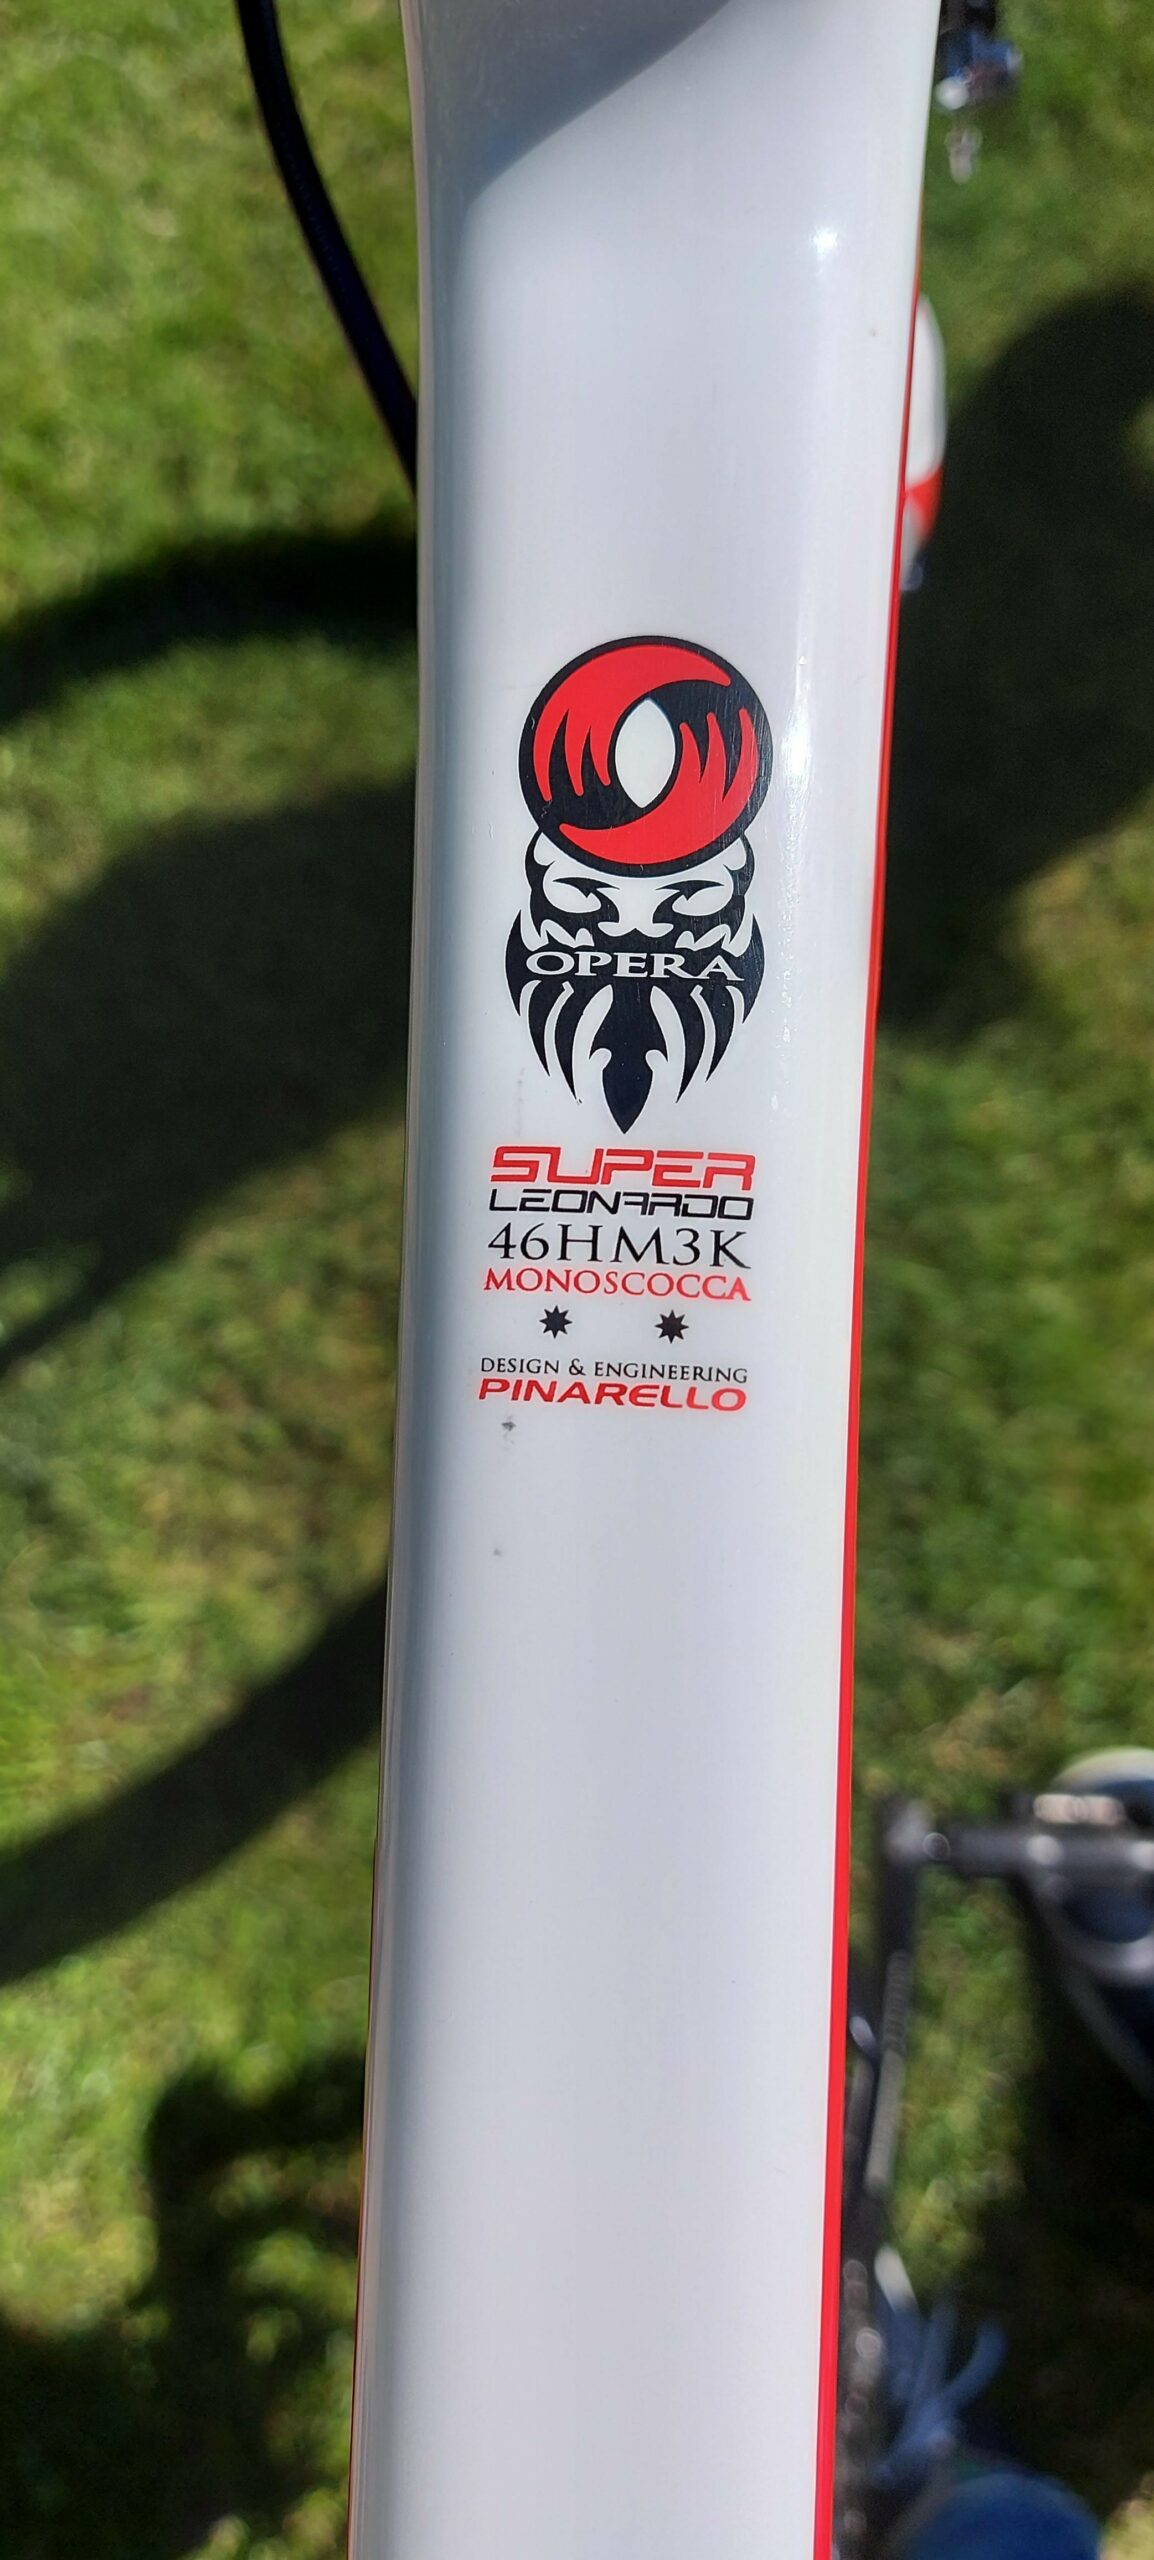 OPERA
SUPER
LEONARDO
46HM3K
MONOSCOCCA
DESIGN & ENGINEERING
PINARELLO